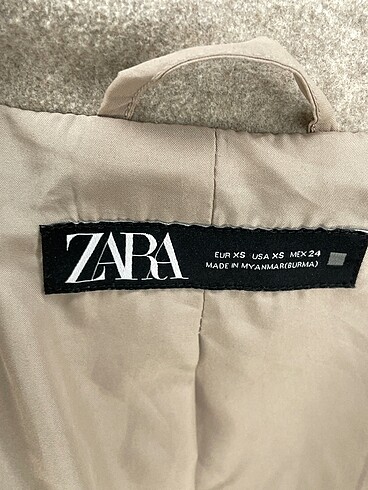 ZARA
EUR XS USA XS MEX 24
MADE IN MYANMAR(BURMA)